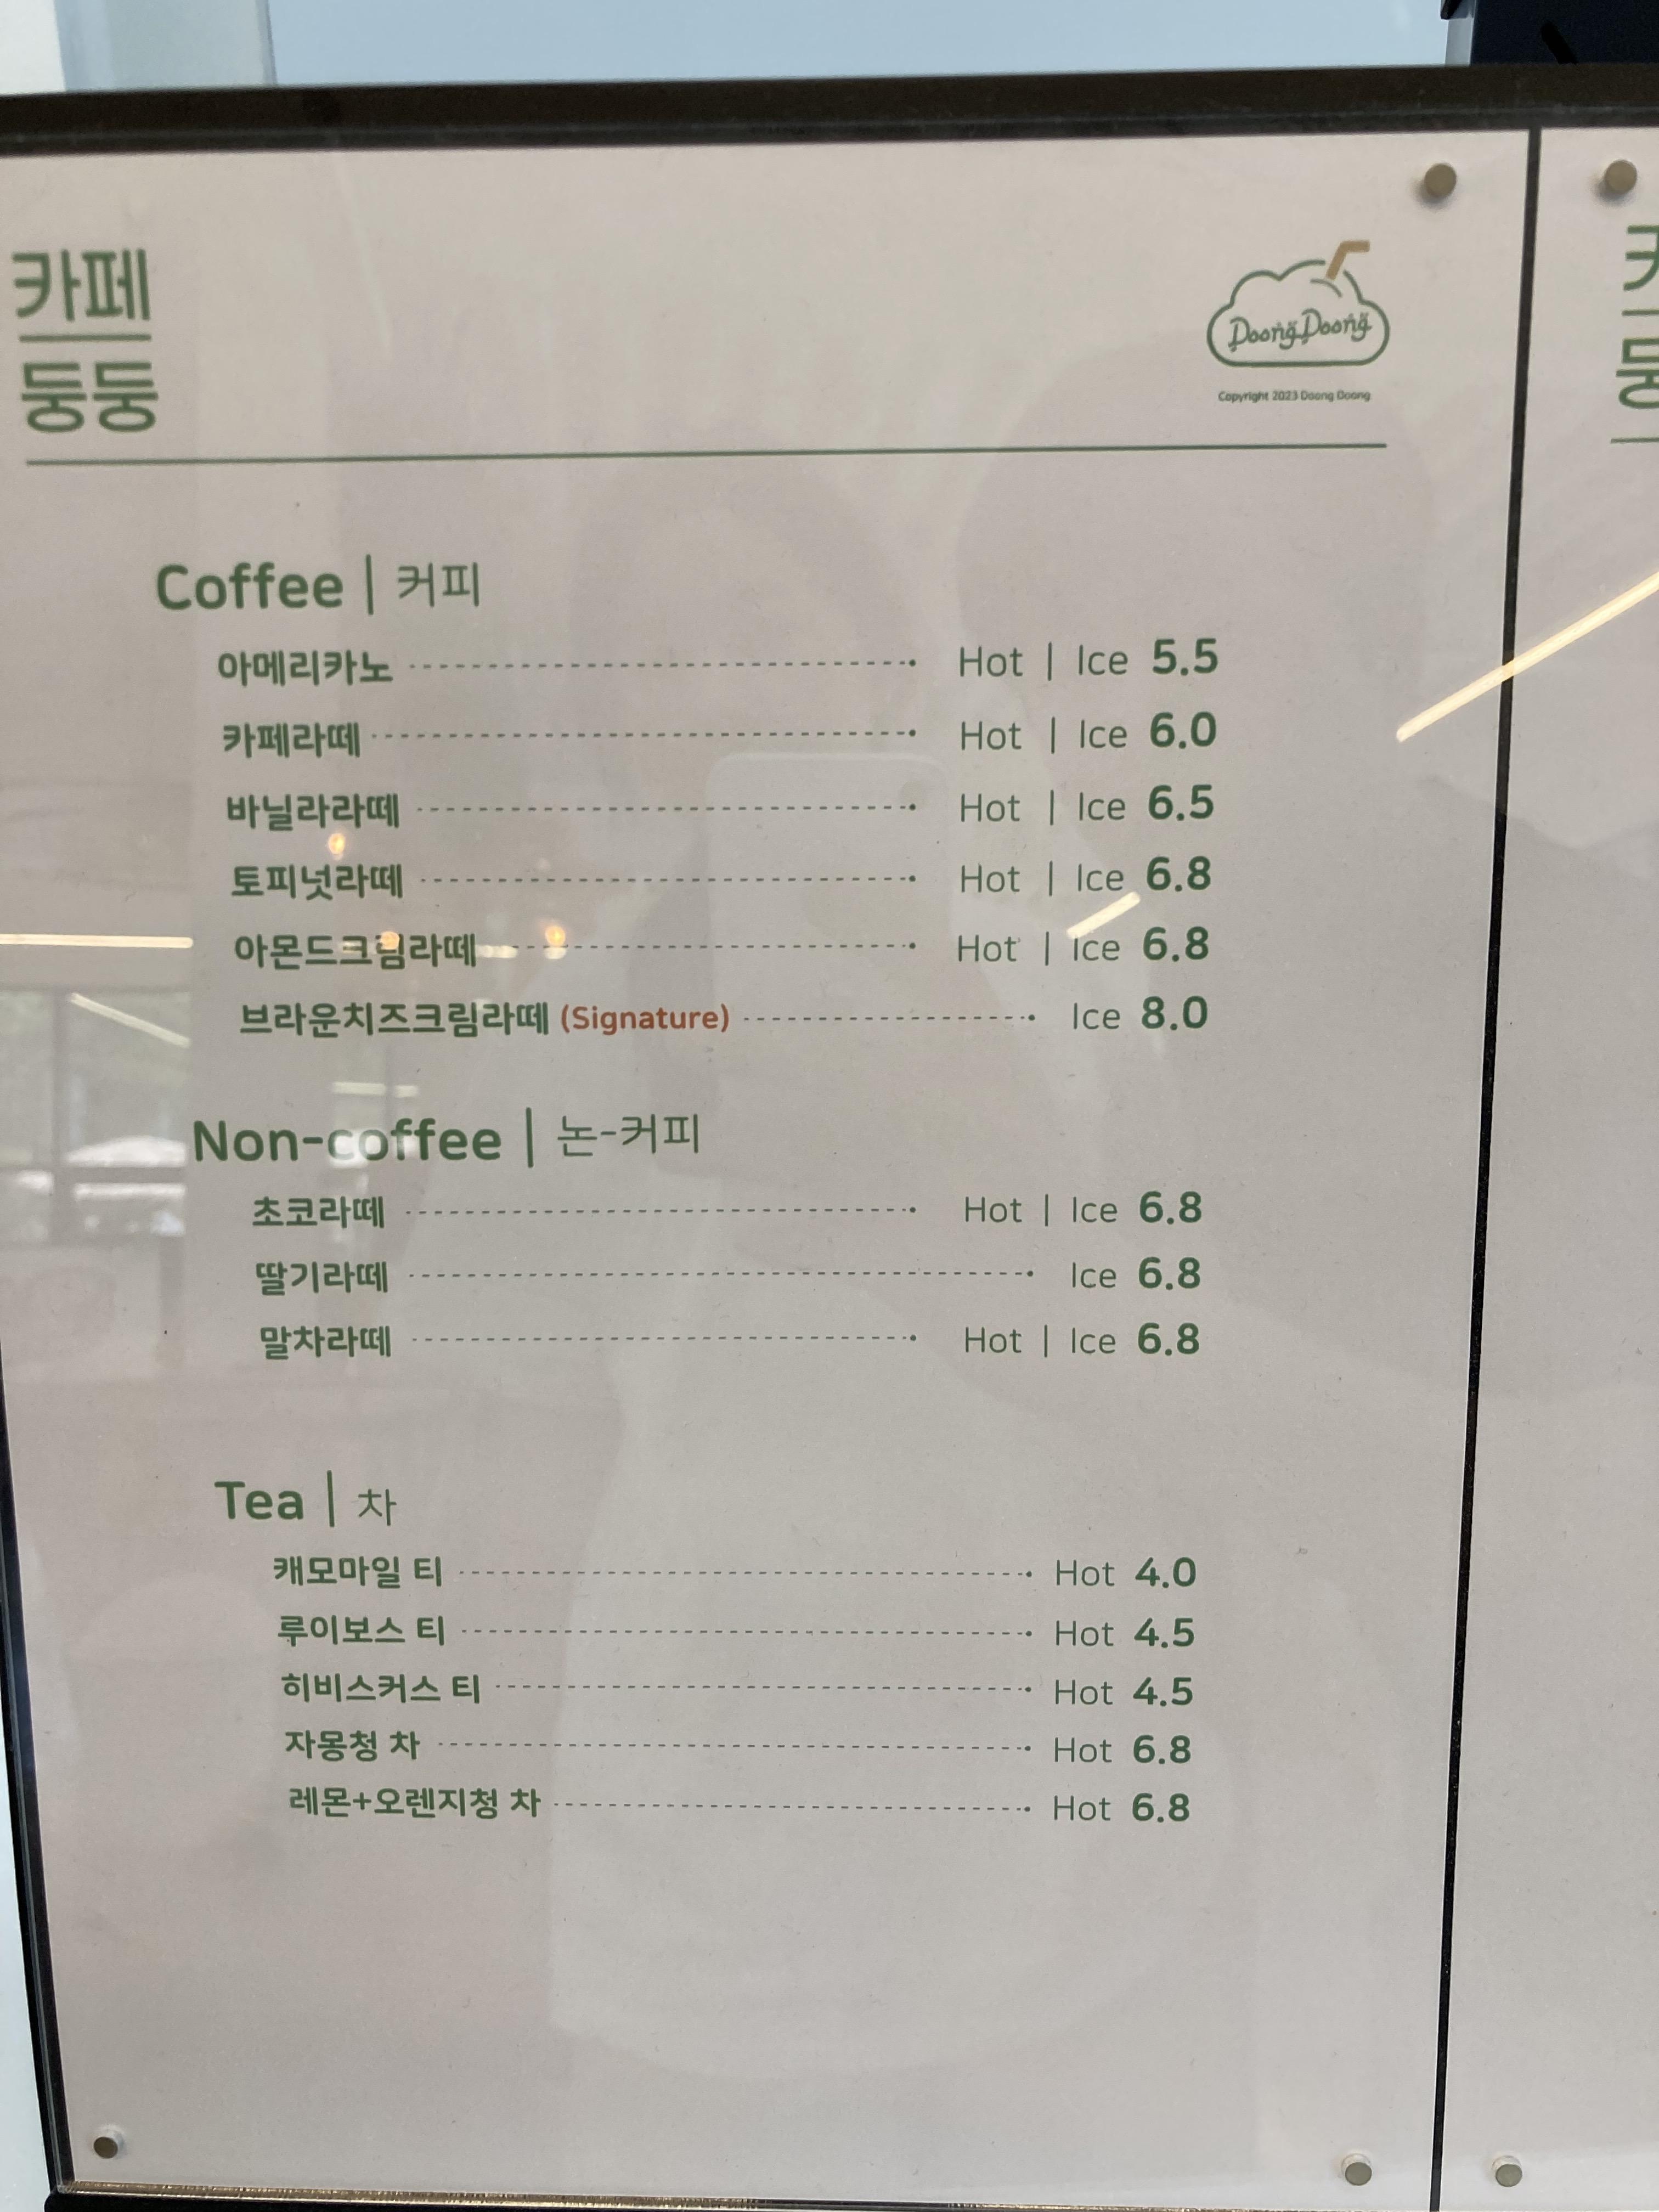 카페
둥둥
Doong Doong
Copyright 2023 Doong Doong
Coffee | 커피
아메리카노 Hot | Ice 5.5
카페라떼 Hot | Ice 6.0
바닐라라떼 Hot | Ice 6.5
토피넛라떼 Hot | Ice 6.8
아몬드크림라떼 Hot | Ice 6.8
브라운치즈크림라떼 (Signature) Ice 8.0
Non-coffee | 논-커피
초코라떼 Hot | Ice 6.8
딸기라떼 Ice 6.8
말차라떼 Hot | Ice 6.8
Tea | 차
캐모마일 티 Hot 4.0
루이보스 티 Hot 4.5
히비스커스 티 Hot 4.5
자몽청 차 Hot 6.8
레몬+오렌지청 차 Hot 6.8